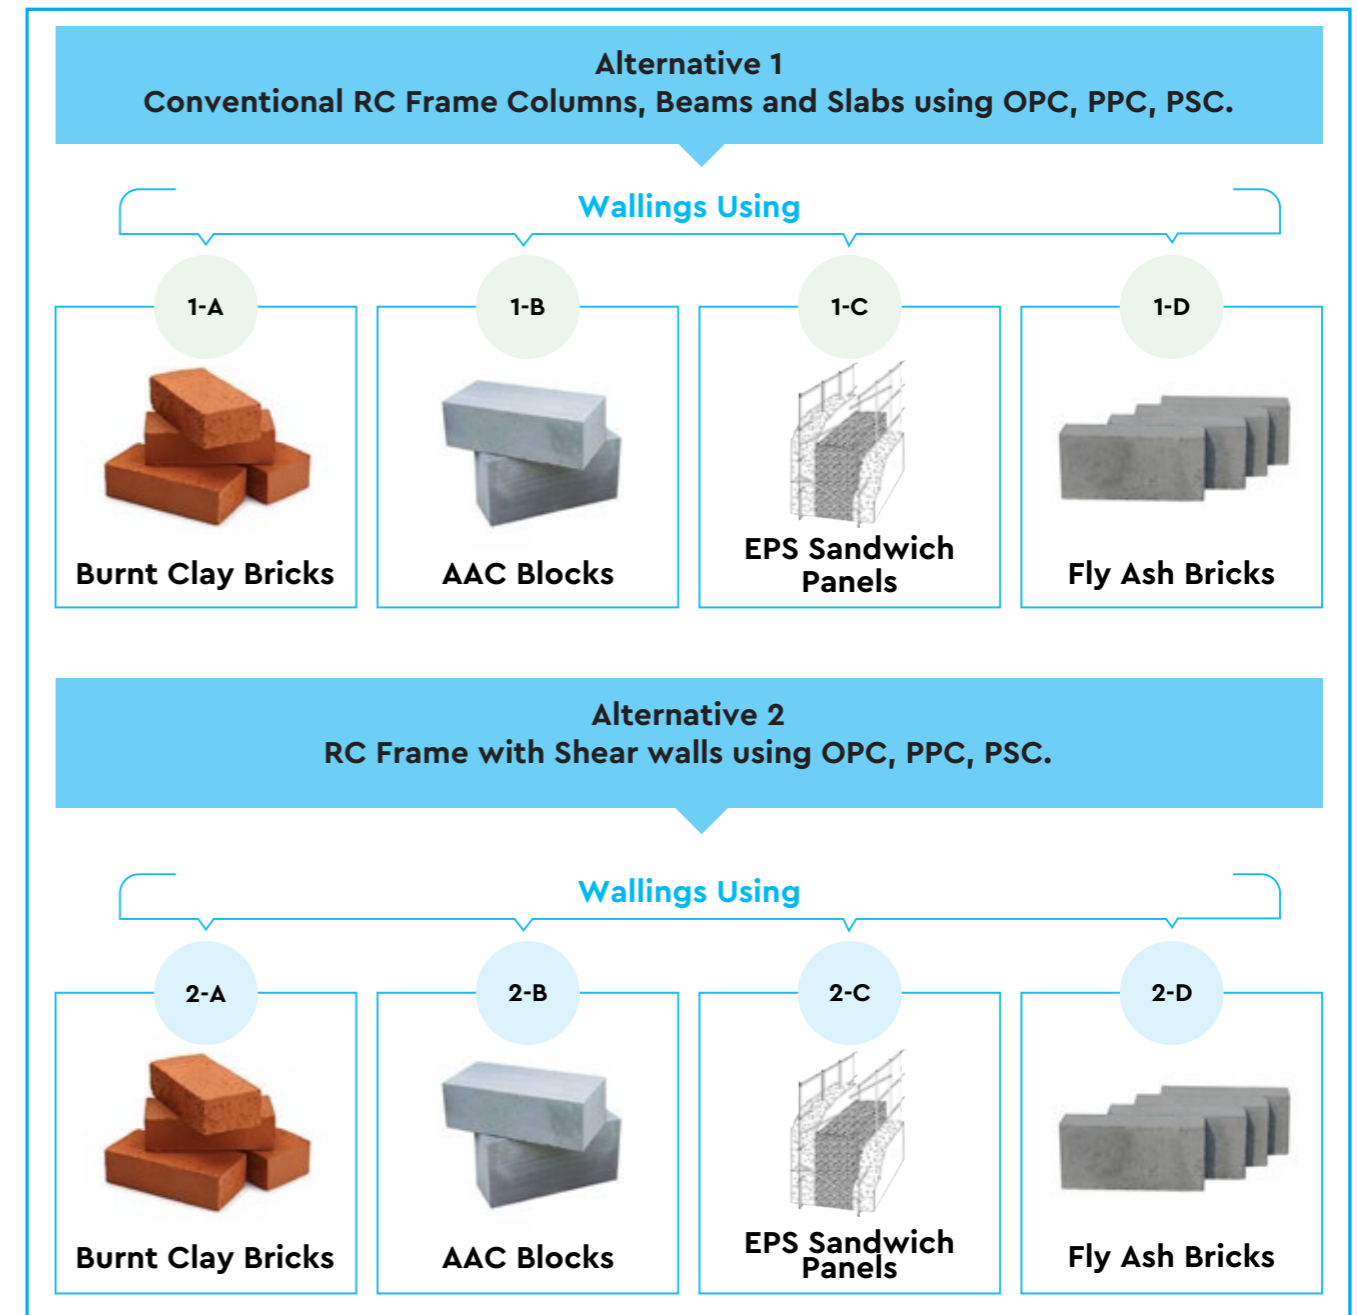 Alternative 1
Conventional RC Frame Columns, Beams and Slabs using OPC, PPC, PSC.
Wallings Using
1-A
1-B
1-C
1-D
Burnt Clay Bricks
AAC Blocks
EPS Sandwich
Panels
Fly Ash Bricks
Alternative 2
RC Frame with Shear walls using OPC, PPC, PSC.
Wallings Using
2-A
2-B
2-C
2-D
Burnt Clay Bricks
AAC Blocks
EPS Sandwich
Panels
Fly Ash Bricks